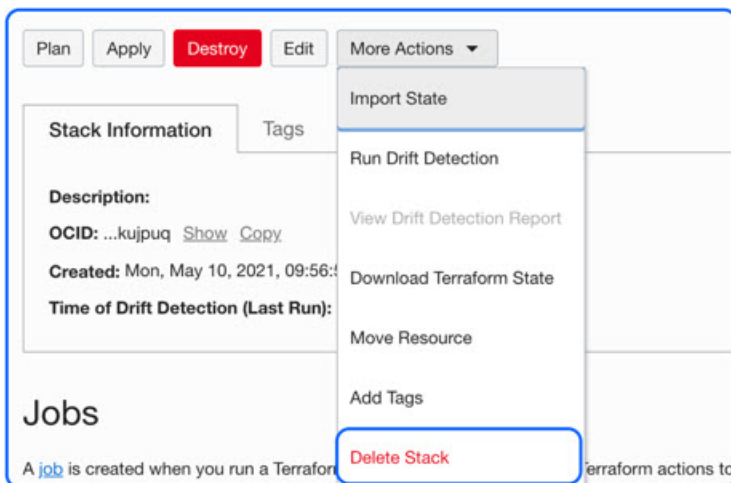 Plan Apply Destroy Edit More Actions
Import State
Stack Information Tags
Run Drift Detection
Description:
View Drift Detection Report
OCID: ...kujpuq Show Copy
Created: Mon, May 10, 2021, 09:56:
Download Terraform State
Time of Drift Detection (Last Run):
Move Resource
Add Tags
Jobs
Delete Stack
A job is created when you run a Terrafor erraform actions to